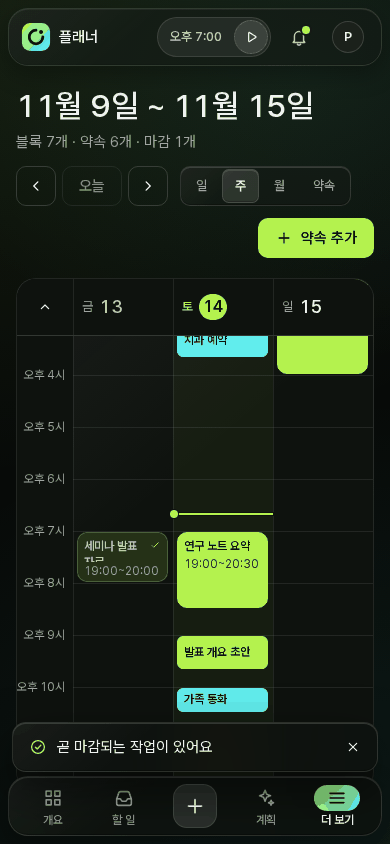 플래너
오후 7:00
P
11월 9일 ~ 11월 15일
블록 7개 · 약속 6개 · 마감 1개
오늘
일 주 월 약속
약속 추가
금 13 토 14 일 15
치과 예약
오후 4시
오후 5시
오후 6시
오후 7시
세미나 발표
자료
19:00~20:00
연구 노트 요약
19:00~20:30
오후 8시
오후 9시
발표 개요 초안
오후 10시
가족 통화
곧 마감되는 작업이 있어요
개요 할 일 계획 더 보기